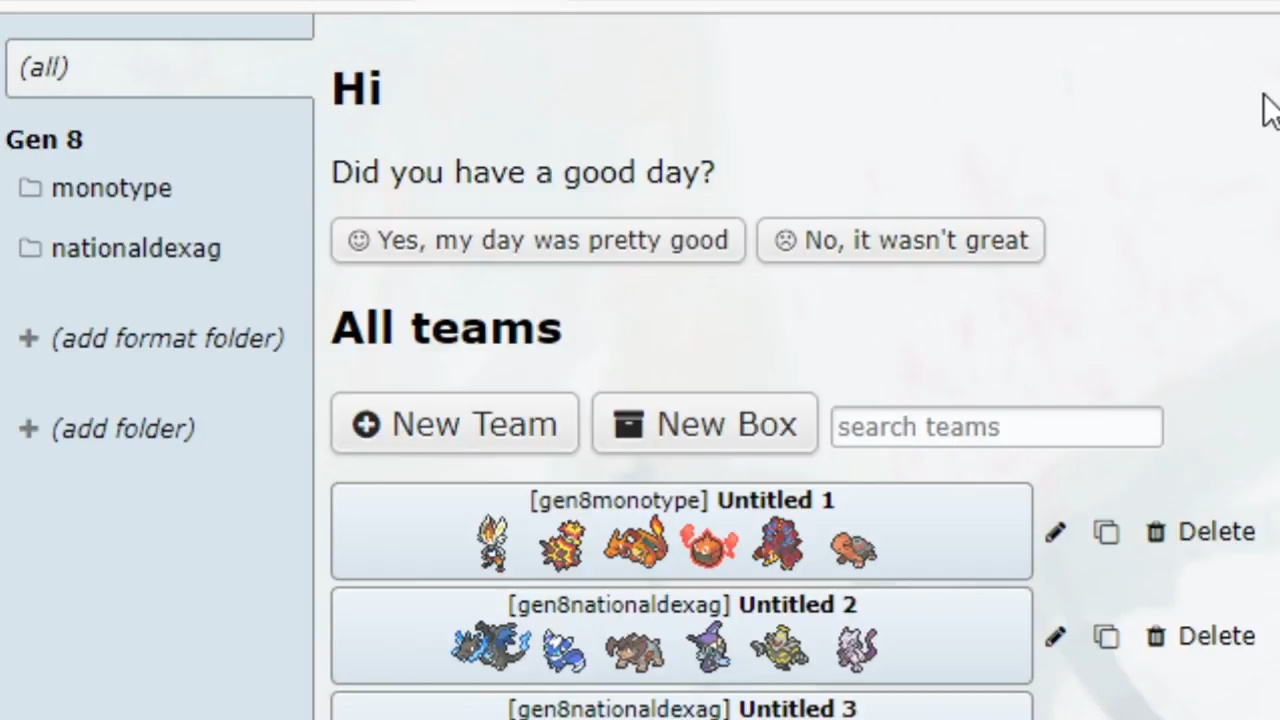 (all)
Gen 8
monotype
nationaldexag
(add format folder)
(add folder)
Hi
Did you have a good day?
Yes, my day was pretty good
No, it wasn't great
All teams
New Team
New Box
search teams
[gen8monotype] Untitled 1
Delete
[gen8nationaldexag] Untitled 2
Delete
[gen8nationaldexag] Untitled 3